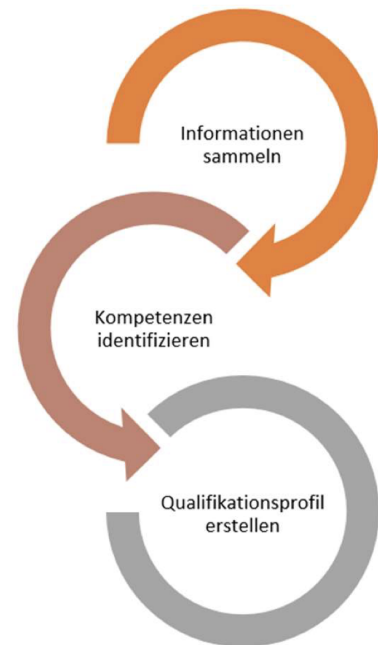 Informationen
sammeln
Kompetenzen
identifizieren
Qualifikationsprofil
erstellen